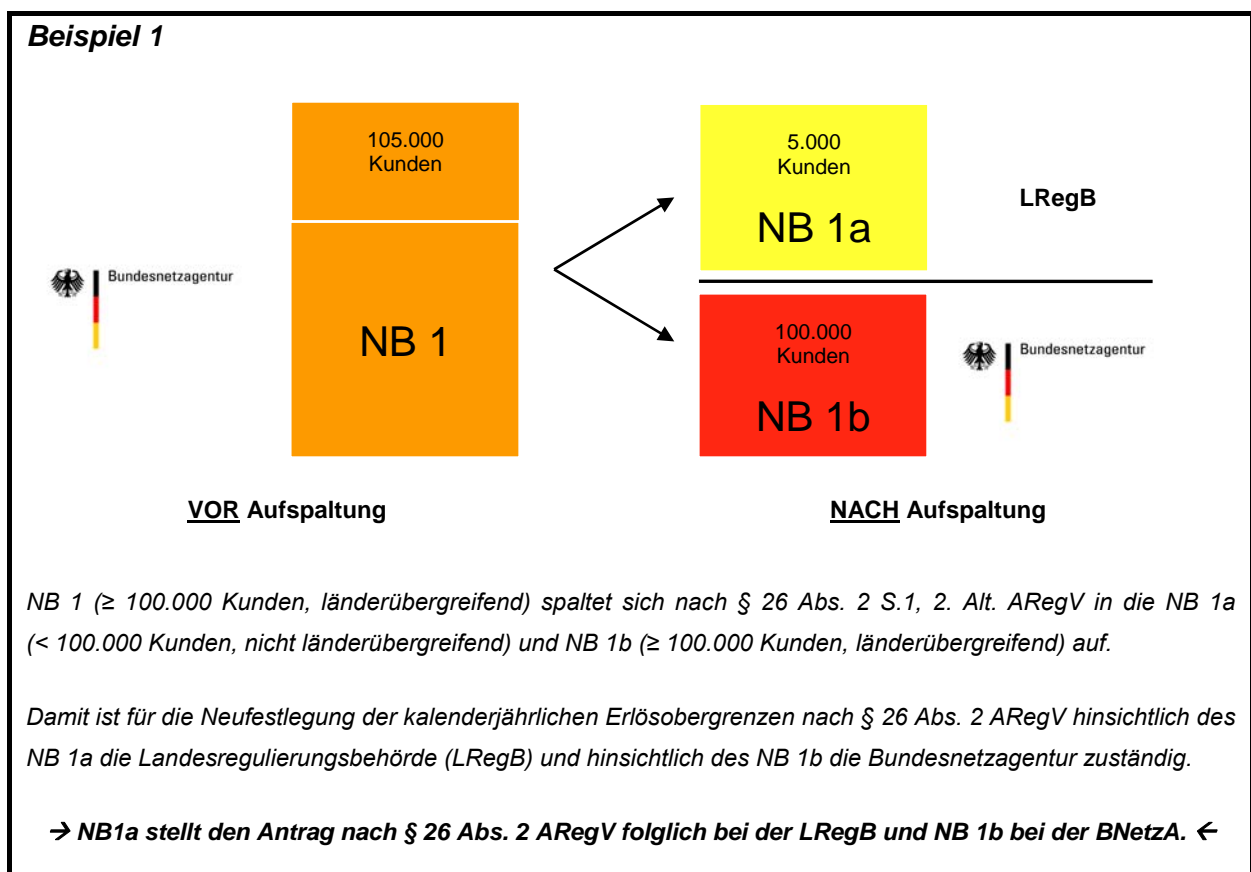 Beispiel 1
105.000
Kunden
NB 1
Bundesnetzagentur
5.000
Kunden
NB 1a
LRegB
100.000
Kunden
NB 1b
Bundesnetzagentur
VOR Aufspaltung
NACH Aufspaltung
NB 1 (≥ 100.000 Kunden, länderübergreifend) spaltet sich nach § 26 Abs. 2 S.1, 2. Alt. ARegV in die NB 1a
(< 100.000 Kunden, nicht länderübergreifend) und NB 1b (≥ 100.000 Kunden, länderübergreifend) auf.
Damit ist für die Neufestlegung der kalenderjährlichen Erlösobergrenzen nach § 26 Abs. 2 ARegV hinsichtlich des
NB 1a die Landesregulierungsbehörde (LRegB) und hinsichtlich des NB 1b die Bundesnetzagentur zuständig.
→ NB1a stellt den Antrag nach § 26 Abs. 2 ARegV folglich bei der LRegB und NB 1b bei der BNetzA. ←